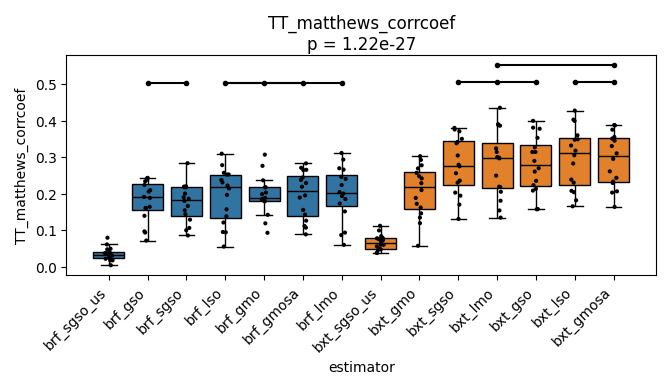 TT_matthews_corrcoef
p = 1.22e-27
TT_matthews_corrcoef
0.5
0.4
0.3
0.2
0.1
0.0
brf_sgso_us
brf_gso
brf_sgso
brf_lso
brf_gmo
brf_gmosa
brf_lmo
bxt_sgso_us
bxt_gmo
bxt_sgso
bxt_lmo
bxt_gso
bxt_lso
bxt_gmosa
estimator